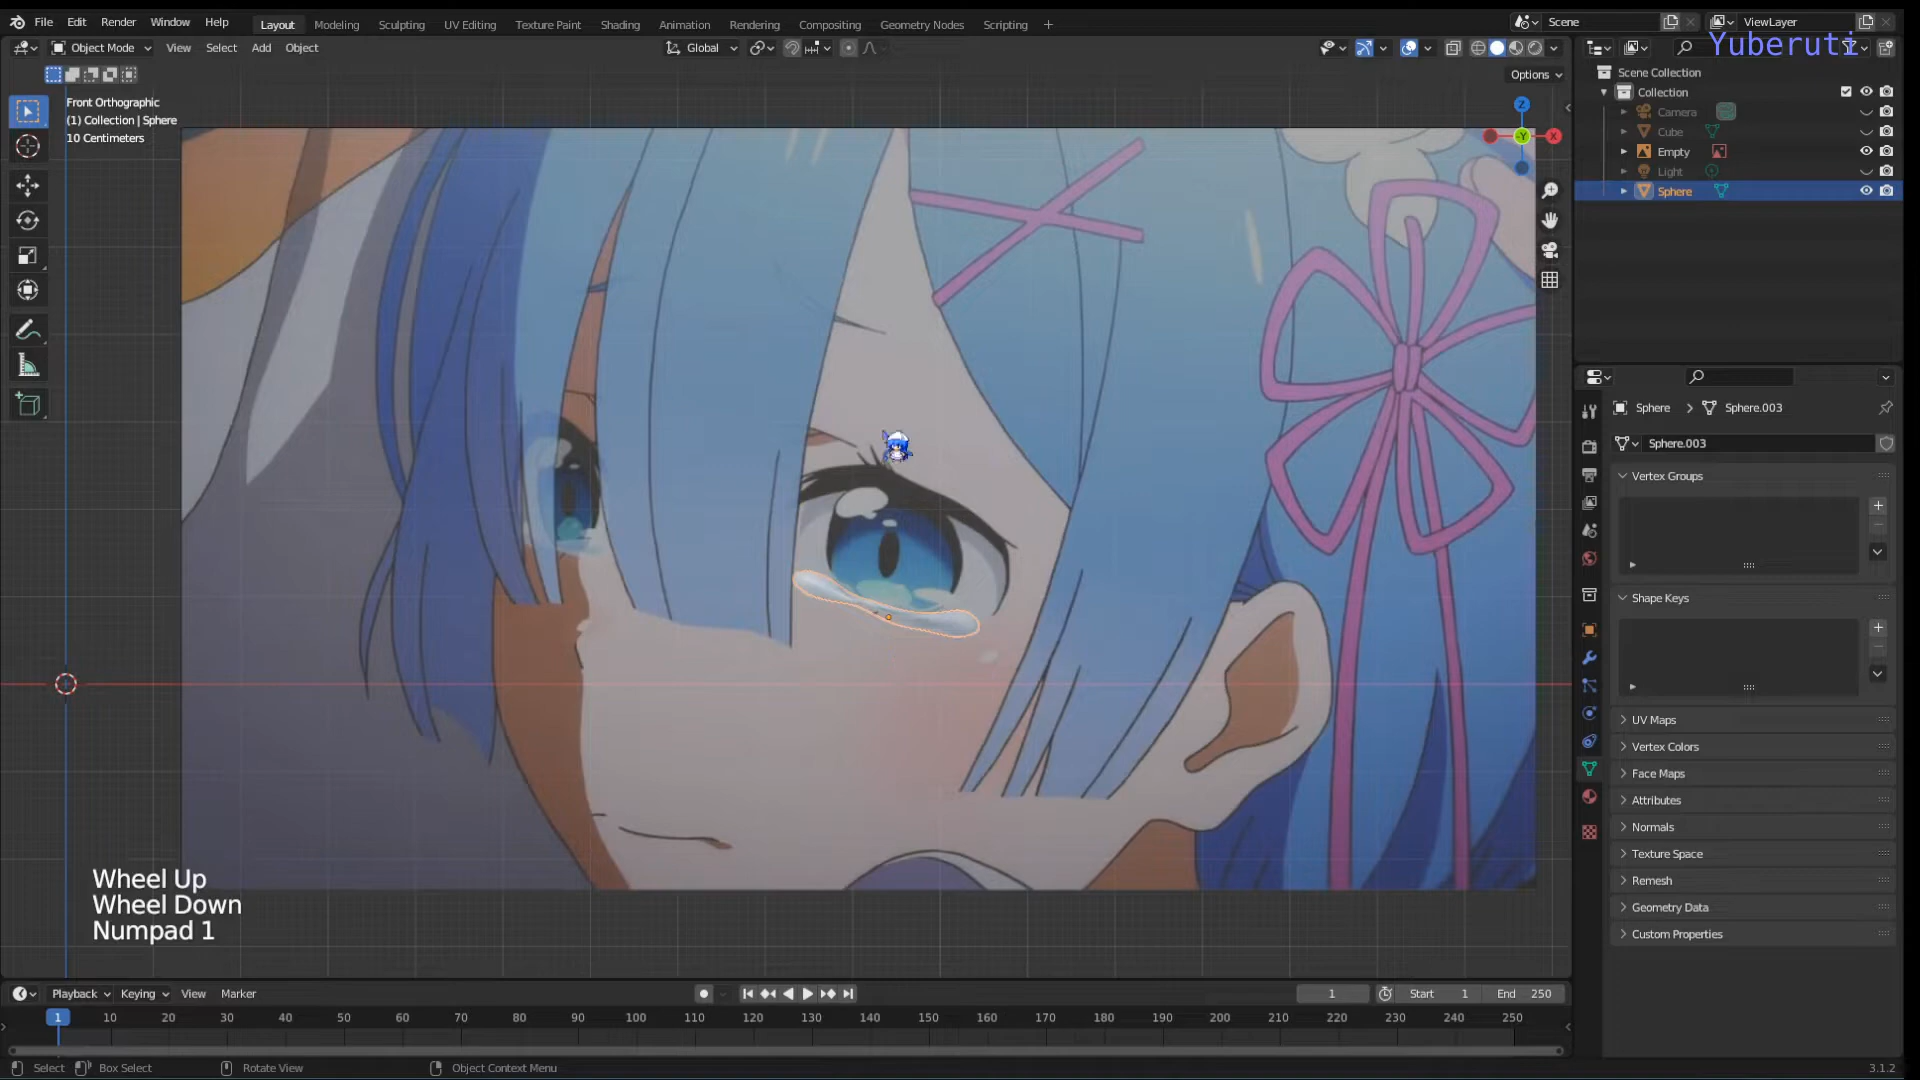 File Edit Render Window Help Layout Modeling Sculpting UV Editing Texture Paint Shading Animation Rendering Compositing Geometry Nodes Scripting + Scene ViewLayer
Yuberuti
Object Mode View Select Add Object Global
Options
Front Orthographic
(1) Collection | Sphere
10 Centimeters
Z
Y
X
Scene Collection
Collection
Camera
Cube
Empty
Light
Sphere
Sphere > Sphere.003
Sphere.003
Vertex Groups
Shape Keys
UV Maps
Vertex Colors
Face Maps
Attributes
Normals
Texture Space
Remesh
Geometry Data
Custom Properties
Wheel Up
Wheel Down
Numpad 1
Playback Keying View Marker 1 Start 1 End 250
1 10 20 30 40 50 60 70 80 90 100 110 120 130 140 150 160 170 180 190 200 210 220 230 240 250
Select Box Select Rotate View Object Context Menu 3.1.2